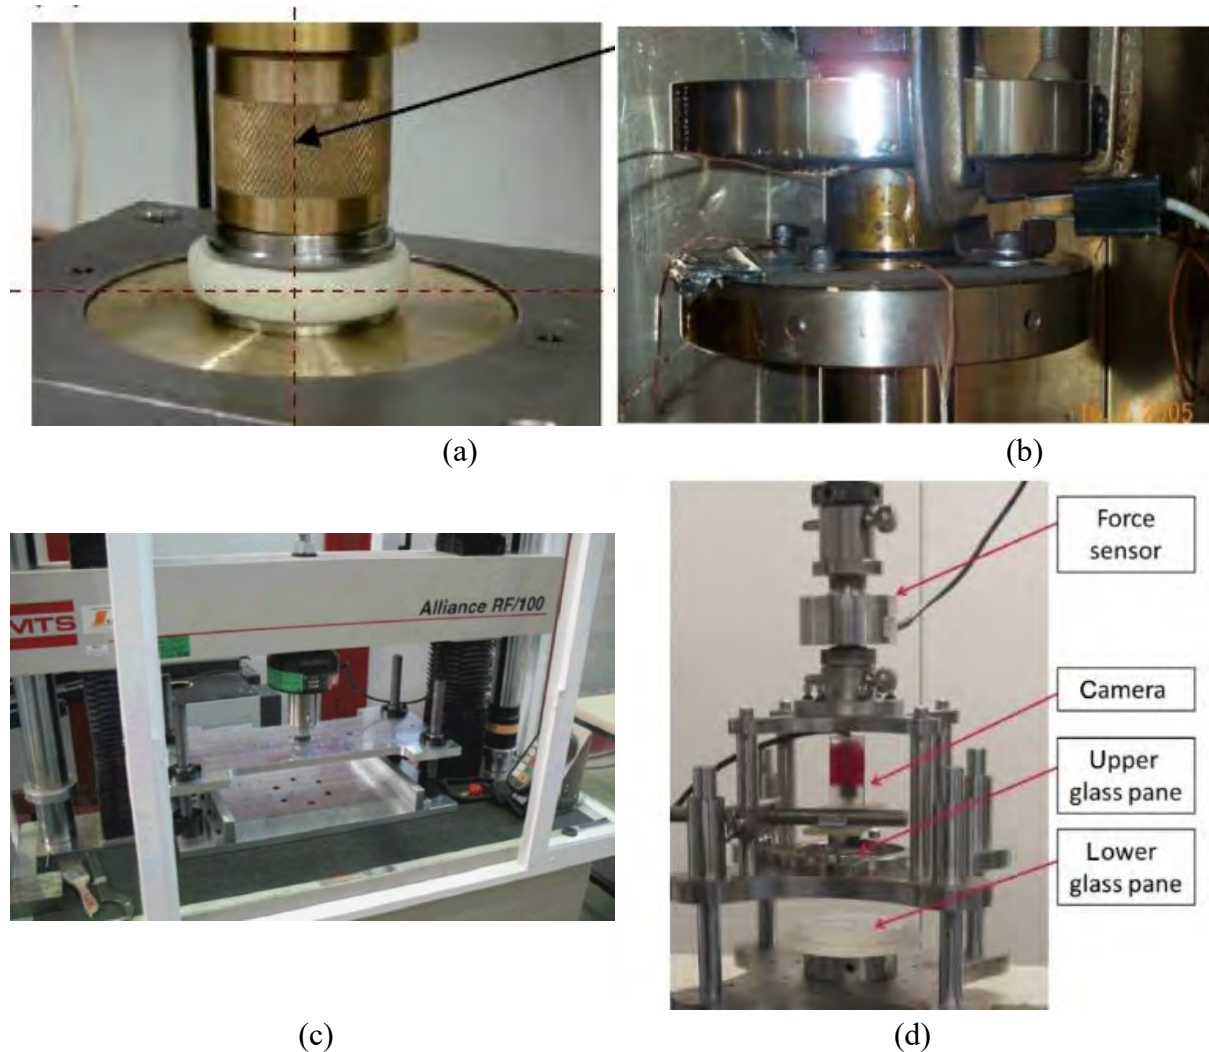 (a)
(b)
MTS
Alliance RF/100
Force
sensor
Camera
Upper
glass pane
Lower
glass pane
(c)
(d)